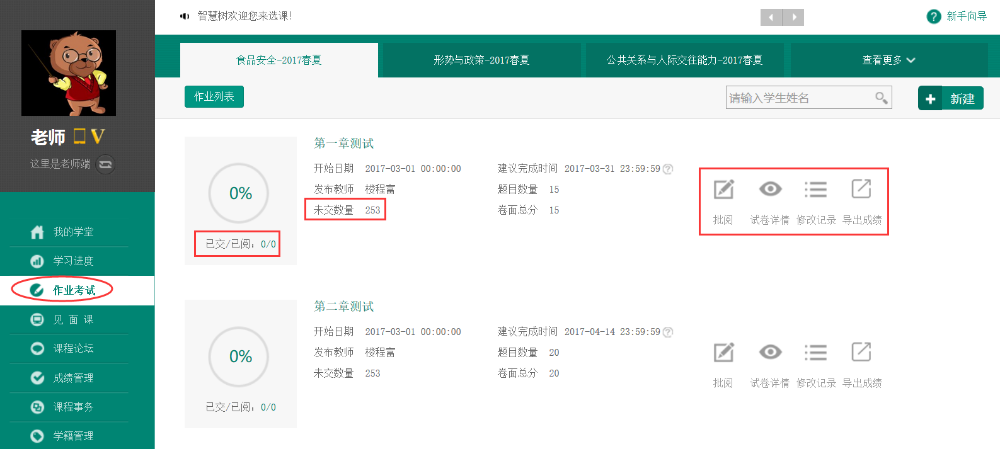 智慧树欢迎您来选课!
? 新手向导
老师 V
这里是老师端
我的学堂
学习进度
作业考试
见 面 课
课程论坛
成绩管理
课程事务
学籍管理
食品安全-2017春夏
形势与政策-2017春夏
公共关系与人际交往能力-2017春夏
查看更多
作业列表
请输入学生姓名
+ 新建
0%
已交/已阅: 0/0
第一章测试
开始日期 2017-03-01 00:00:00 建议完成时间 2017-03-31 23:59:59 ?
发布教师 楼程富 题目数量 15
未交数量 253 卷面总分 15
批阅 试卷详情 修改记录 导出成绩
0%
已交/已阅: 0/0
第二章测试
开始日期 2017-03-01 00:00:00 建议完成时间 2017-04-14 23:59:59 ?
发布教师 楼程富 题目数量 20
未交数量 253 卷面总分 20
批阅 试卷详情 修改记录 导出成绩